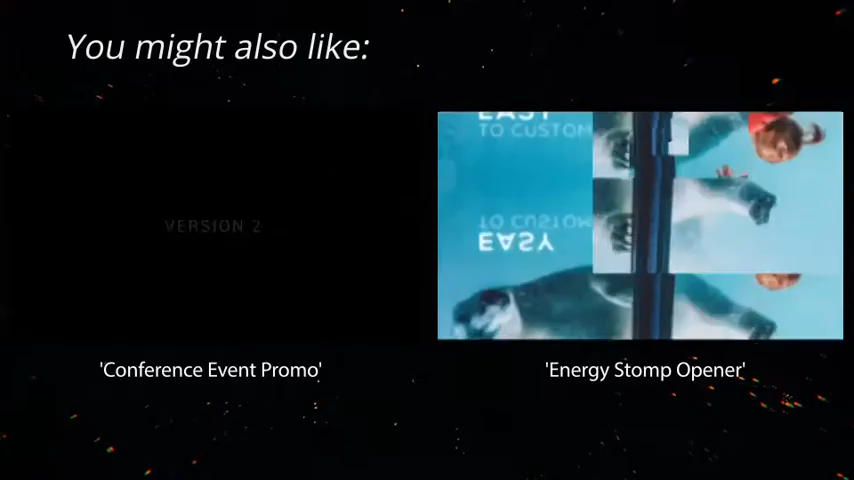 You might also like:
VERSION 2
EASY
TO CUSTOM
TO CUSTOM
EASY
'Conference Event Promo'
'Energy Stomp Opener'